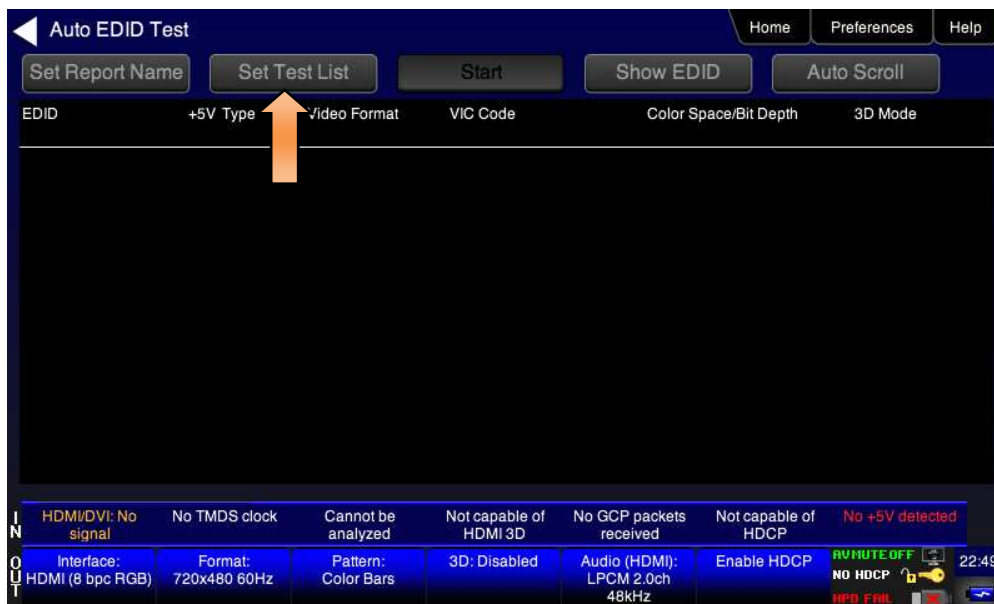 Auto EDID Test
Home
Preferences
Help
Set Report Name
Set Test List
Start
Show EDID
Auto Scroll
EDID
+5V Type
Video Format
VIC Code
Color Space/Bit Depth
3D Mode
IN
HDMI/DVI: No
signal
No TMDS clock
Cannot be
analyzed
Not capable of
HDMI 3D
No GCP packets
received
Not capable of
HDCP
No +5V detected
OUT
Interface:
HDMI (8 bpc RGB)
Format:
720x480 60Hz
Pattern:
Color Bars
3D: Disabled
Audio (HDMI):
LPCM 2.0ch
48kHz
Enable HDCP
AVMUTE OFF
NO HDCP
HPD FAIL
22:49